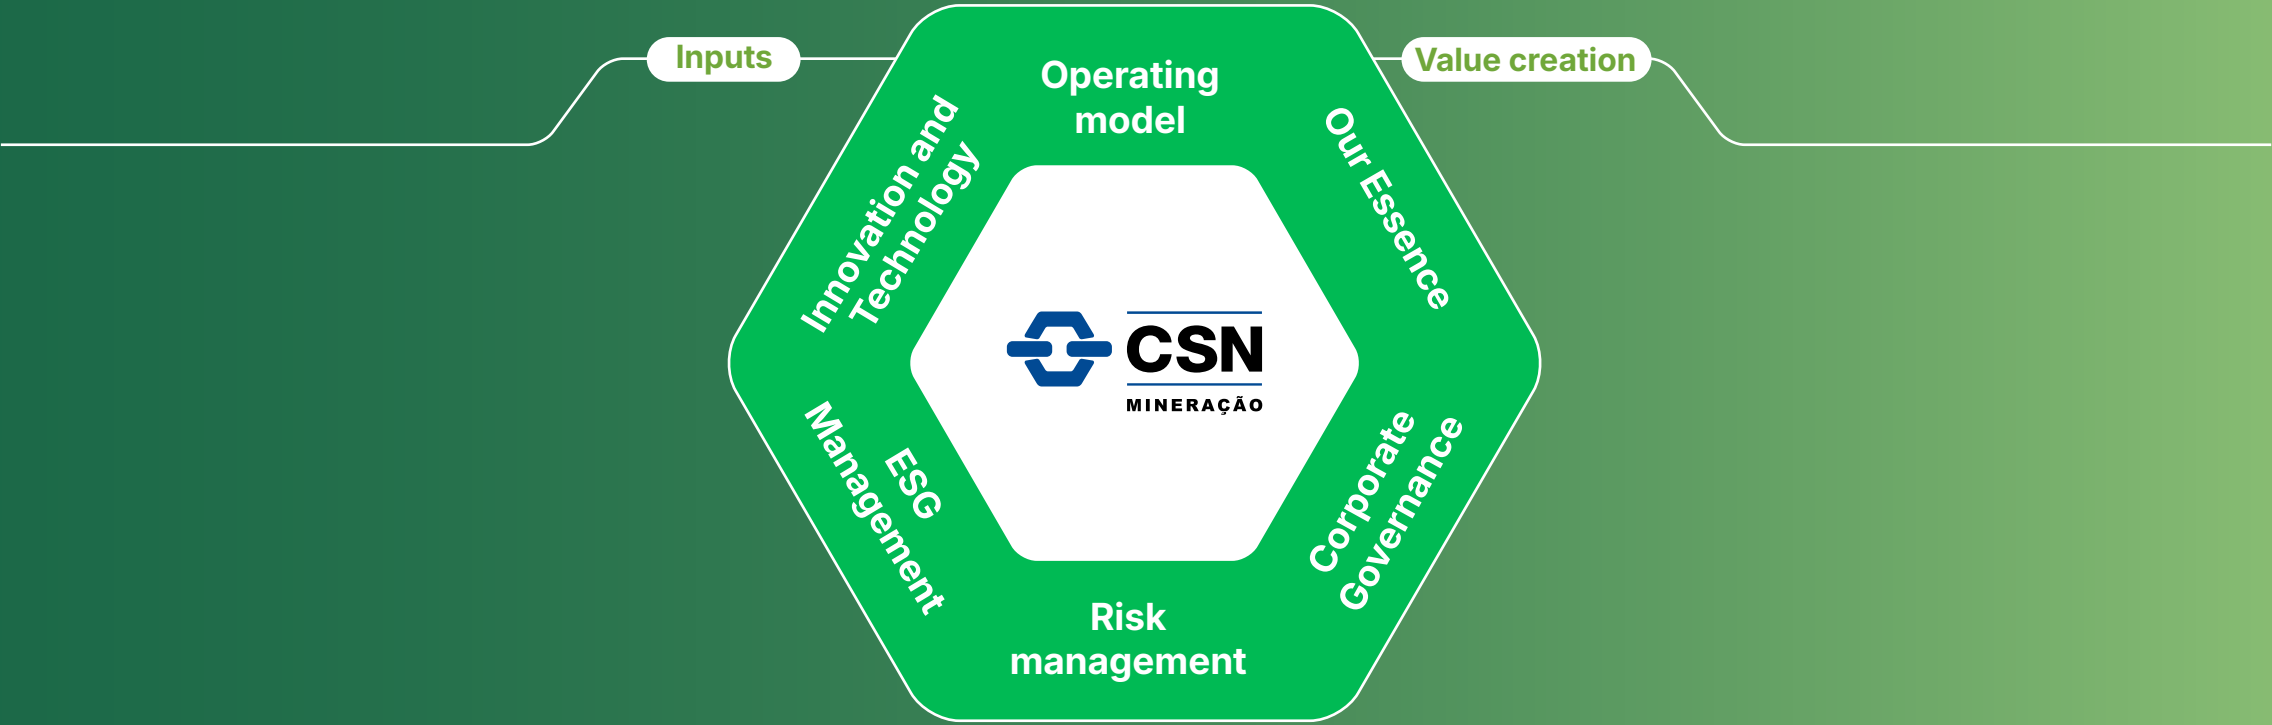 Inputs
Operating
model
Value creation
Innovation and
Technology
Our Essence
CSN
MINERAÇÃO
ESG
Management
Corporate
Governance
Risk
management